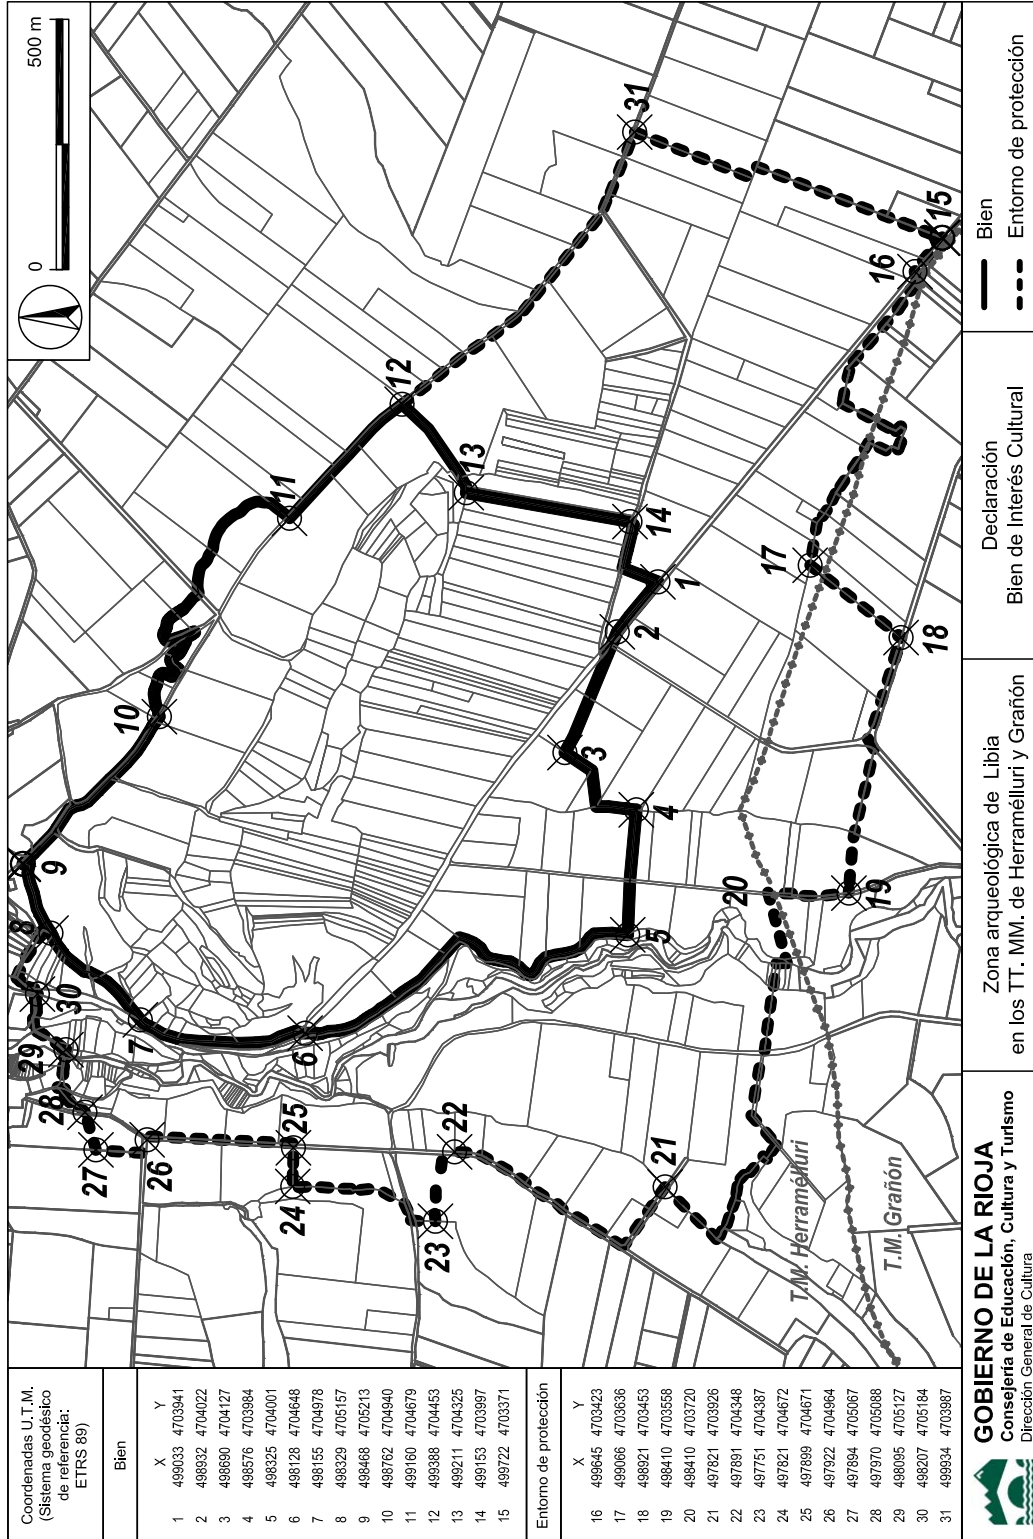 Coordenadas U.T.M.
(Sistema geodésico
de referencia:
ETRS 89)
Bien
X Y
1 499033 4703941
2 498932 4704022
3 498690 4704127
4 498576 4703984
5 498325 4704001
6 498128 4704648
7 498155 4704978
8 498329 4705157
9 498468 4705213
10 498762 4704940
11 499160 4704679
12 499388 4704453
13 499211 4704325
14 499153 4703997
15 499722 4703371
Entorno de protección
X Y
16 499645 4703423
17 499066 4703636
18 498921 4703453
19 498410 4703558
20 498410 4703720
21 497821 4703926
22 497891 4704348
23 497751 4704387
24 497821 4704672
25 497899 4704671
26 497922 4704964
27 497894 4705067
28 497970 4705088
29 498095 4705127
30 498207 4705184
31 499934 4703987
0 500 m
9
8
30
29
28
27
26
7
10
11
12
25
24
6
13
31
23
22
14
1
2
3
4
5
21
20
19
16
15
17
18
T.M. Herramélluri
T.M. Grañón
GOBIERNO DE LA RIOJA
Consejería de Educación, Cultura y Turismo
Dirección General de Cultura
Zona arqueológica de Libia
en los TT. MM. de Herramélluri y Grañón
Declaración
Bien de Interés Cultural
Bien
Entorno de protección